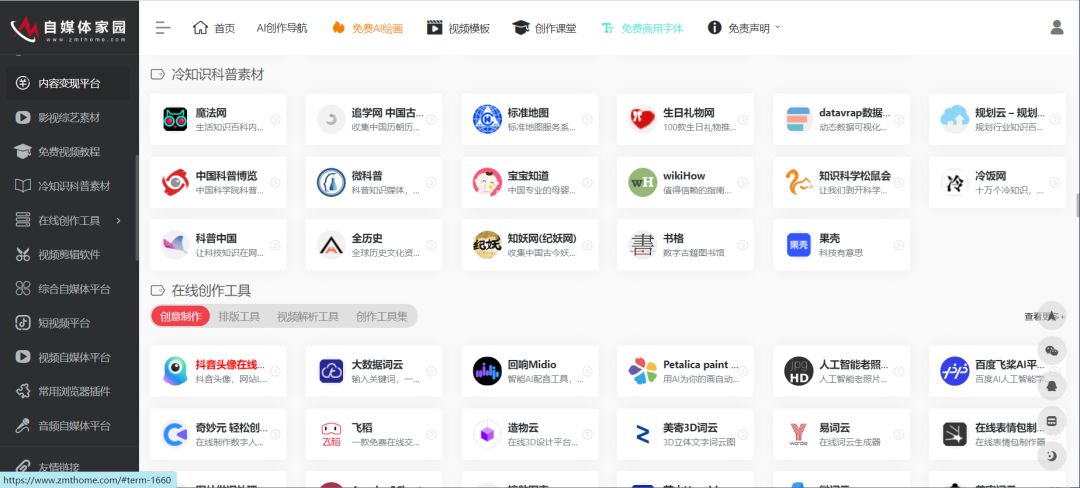 自媒体家园
www.zmthome.com
首页
AI创作导航
免费AI绘画
视频模板
创作课堂
免费商用字体
免责声明
内容变现平台
影视综艺素材
免费视频教程
冷知识科普素材
在线创作工具
视频剪辑软件
综合自媒体平台
短视频平台
视频自媒体平台
常用浏览器插件
音频自媒体平台
友情链接
https://www.zmthome.com/#term-1660
冷知识科普素材
魔法网
生活知识百科内...
追学网 中国古...
收集中国历朝历...
标准地图
标准地图服务系...
生日礼物网
100款生日礼物推...
datavrap数据...
动态数据可视化...
规划云 – 规划...
规划行业知识百...
中国科普博览
中国科学院科普...
微科普
科普知识媒体，...
宝宝知道
中国专业的母婴...
wikiHow
值得信赖的指南...
知识科学松鼠会
让我们剥开科学...
冷
冷饭网
十万个冷知识，...
科普中国
让科技知识在网...
全历史
全球历史文化资...
知妖
知妖网(纪妖网)
收集中国古今妖...
書
书格
数字古籍图书馆
果壳
果壳
科技有意思
在线创作工具
创意制作
排版工具
视频解析工具
创作工具集
查看更多+
抖音头像在线...
抖音头像，网站L...
大数据词云
输入关键词，一...
回响Midio
智能AI配音工具，...
Petalica paint ...
用AI为你的画自动...
jpg
HD
人工智能老照...
人工智能老照片...
百度飞桨AI平...
百度AI人工智能学...
奇妙元 轻松创...
在线制作数字人...
飞稻
飞稻
一款免费在线交...
造物云
在线3D设计平台...
美寄3D词云
3D立体文字词云图
易词云
在线词云生成器
在线表情包制...
在线表情包制作器